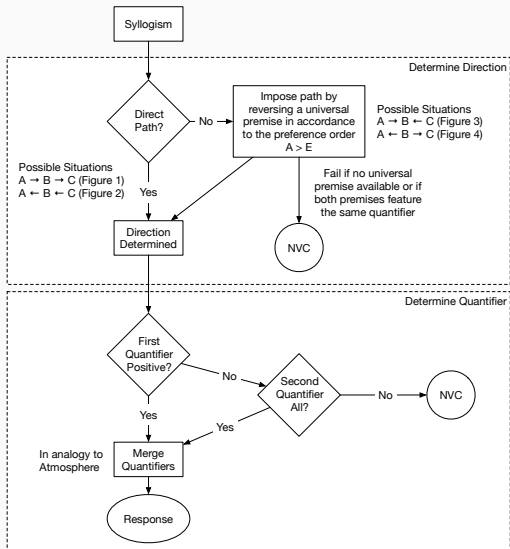 Syllogism
Determine Direction
Direct
Path?
No
Impose path by
reversing a universal
premise in accordance
to the preference order
A > E
Possible Situations
A → B ← C (Figure 3)
A ← B → C (Figure 4)
Possible Situations
A → B → C (Figure 1)
A ← B ← C (Figure 2)
Yes
Fail if no universal
premise available or if
both premises feature
the same quantifier
Direction
Determined
NVC
Determine Quantifier
First
Quantifier
Positive?
No
Second
Quantifier
All?
No
NVC
Yes
Yes
In analogy to
Atmosphere
Merge
Quantifiers
Response